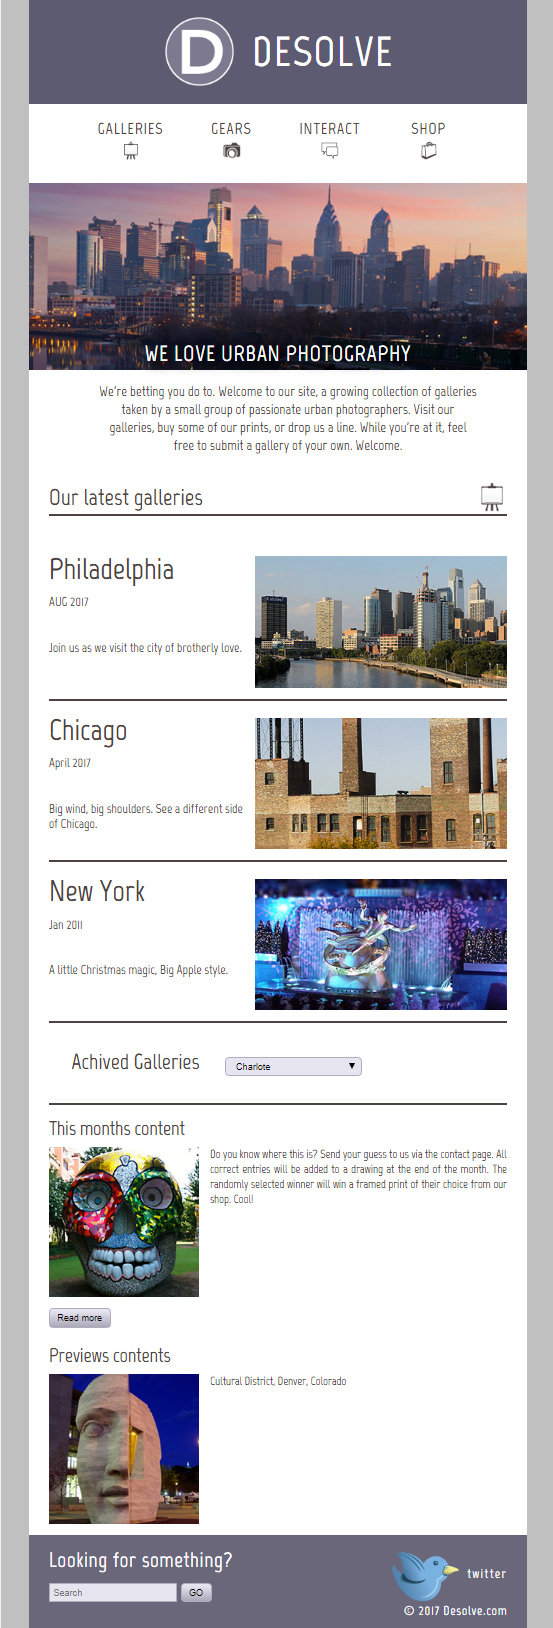 D DESOLVE
GALLERIES GEARS INTERACT SHOP
WE LOVE URBAN PHOTOGRAPHY
We're betting you do to. Welcome to our site, a growing collection of galleries
taken by a small group of passionate urban photographers. Visit our
galleries, buy some of our prints, or drop us a line. While you're at it, feel
free to submit a gallery of your own. Welcome.
Our latest galleries
Philadelphia
AUG 2017
Join us as we visit the city of brotherly love.
Chicago
April 2017
Big wind, big shoulders. See a different side
of Chicago.
New York
Jan 2011
A little Christmas magic, Big Apple style.
Achived Galleries Charlote
This months content
Do you know where this is? Send your guess to us via the contact page. All
correct entries will be added to a drawing at the end of the month. The
randomly selected winner will win a framed print of their choice from our
shop. Cool!
Read more
Previews contents
Cultural District, Denver, Colorado
Looking for something?
twitter
Search GO
© 2017 Desolve.com